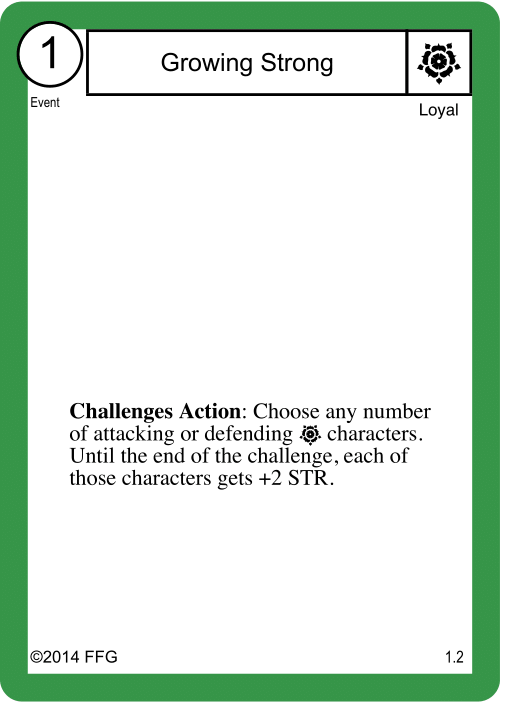 1
Growing Strong
Event
Loyal
Challenges Action: Choose any number
of attacking or defending characters.
Until the end of the challenge, each of
those characters gets +2 STR.
©2014 FFG
1.2